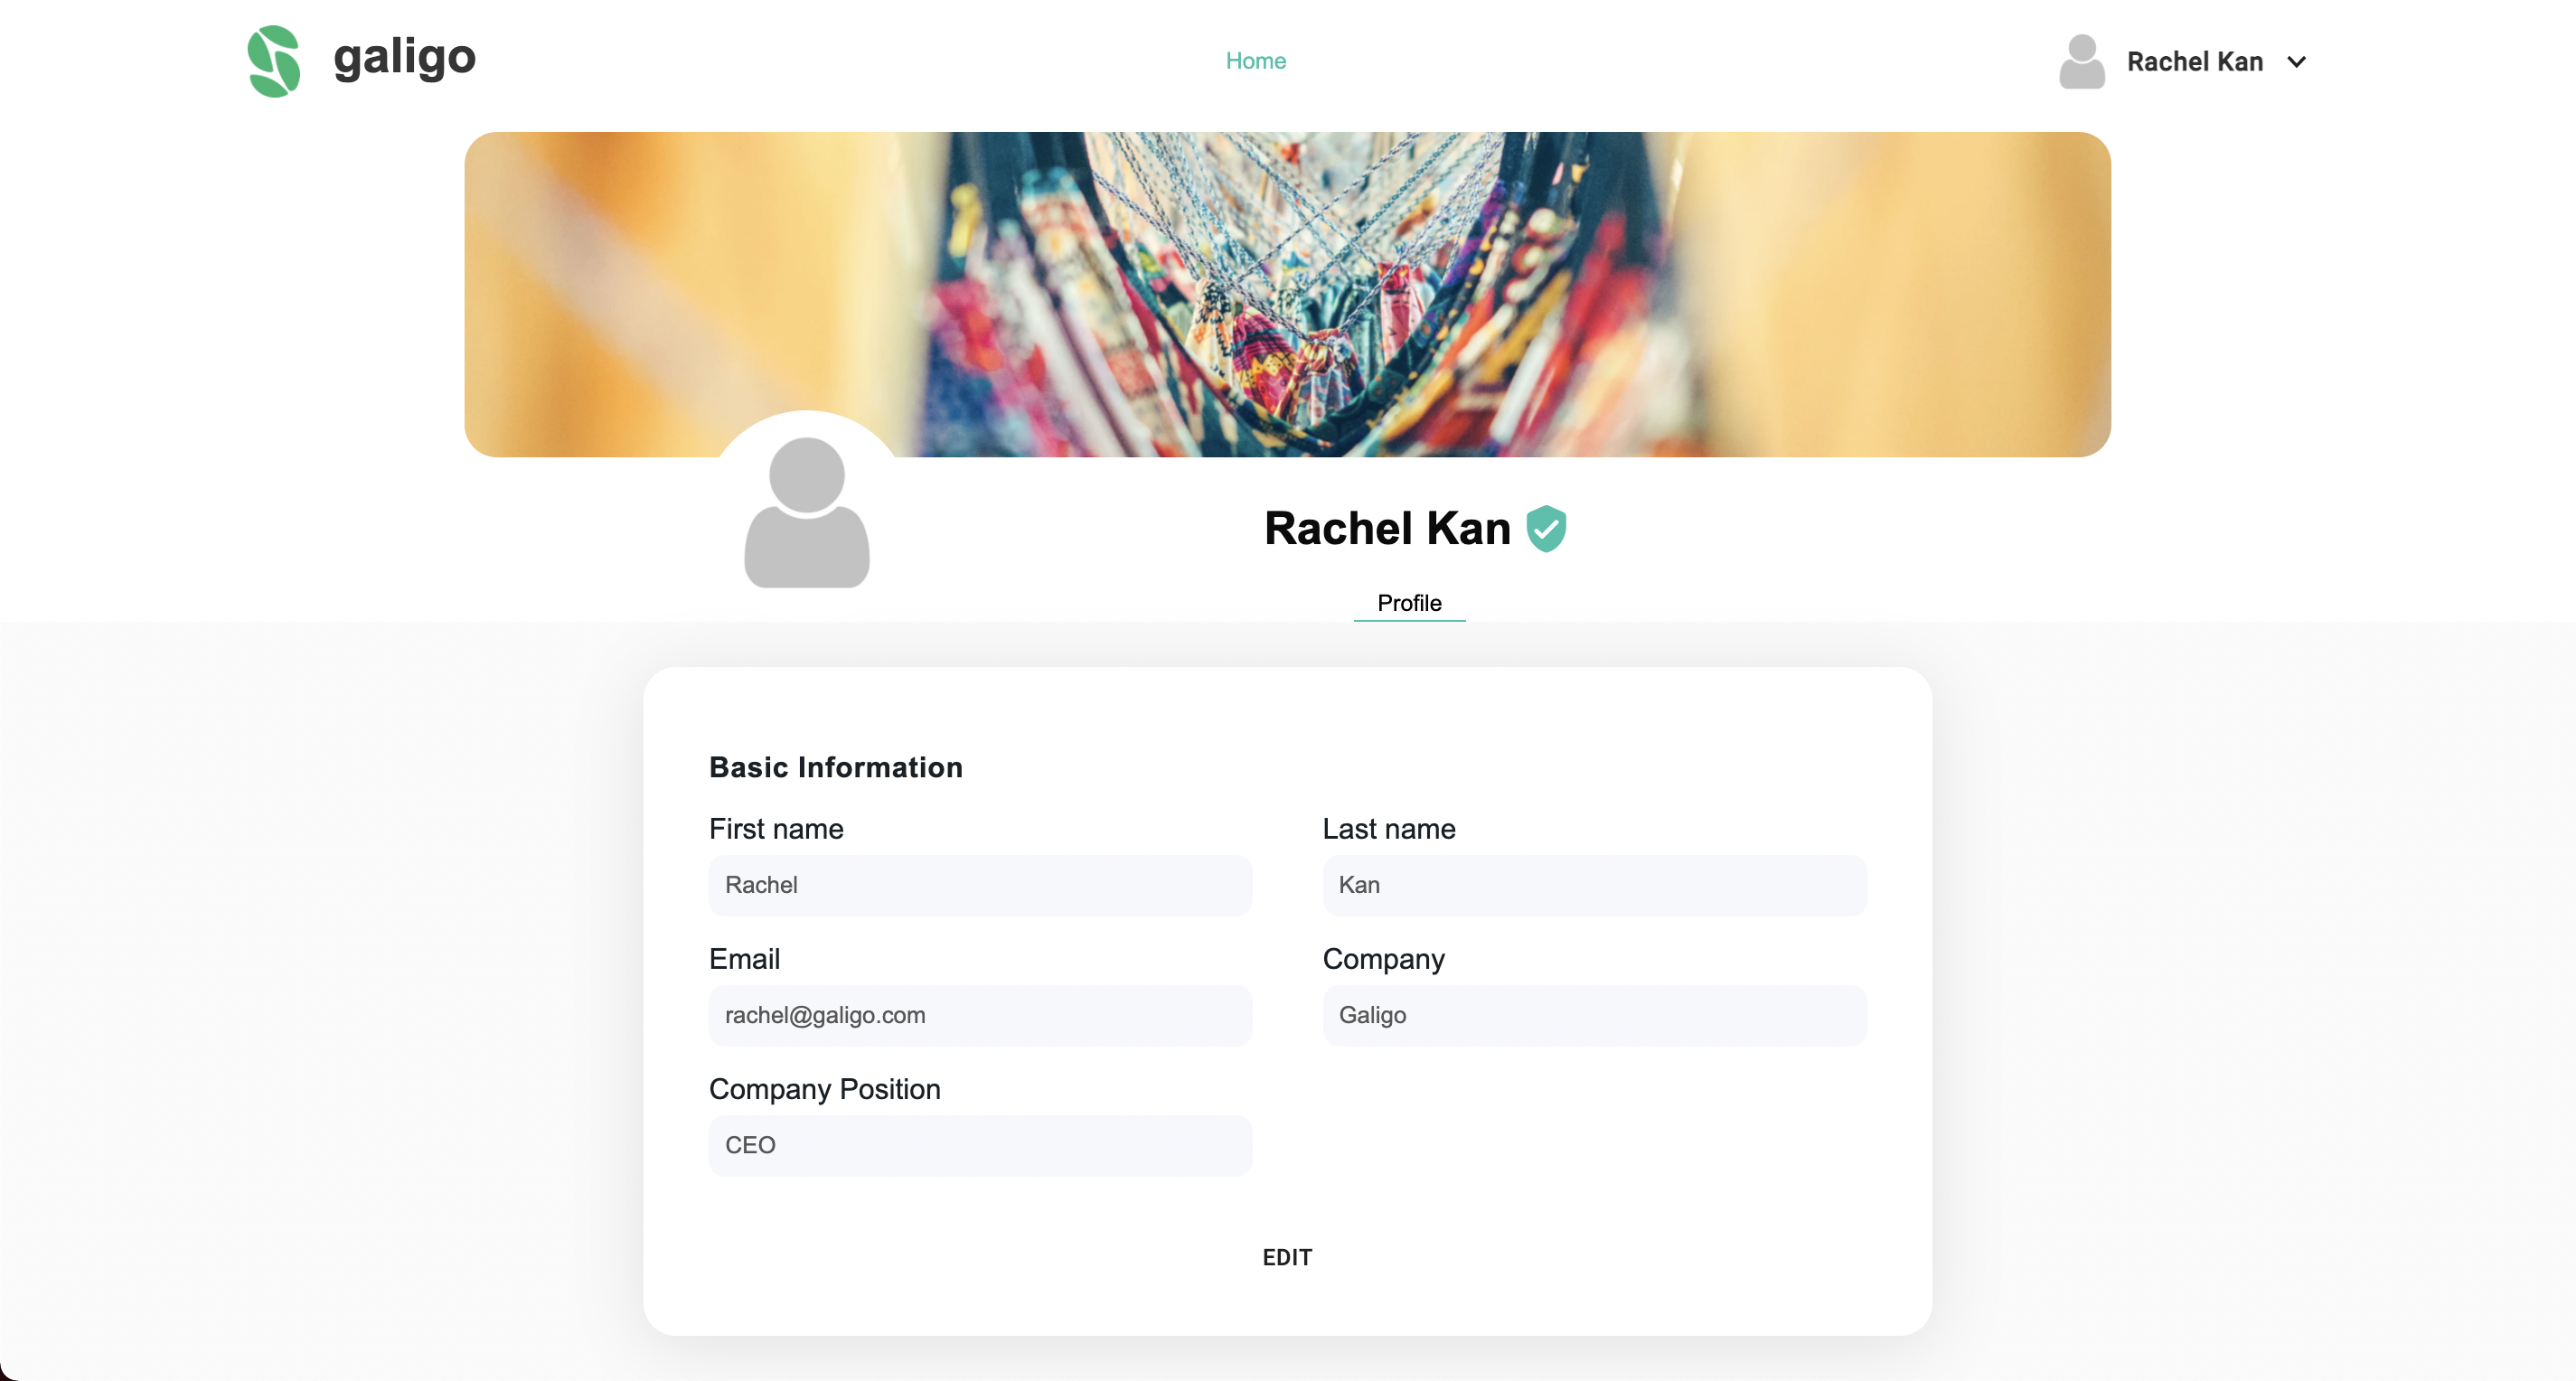 galigo
Home
Rachel Kan
Rachel Kan
Profile
Basic Information
First name
Last name
Rachel
Kan
Email
Company
rachel@galigo.com
Galigo
Company Position
CEO
EDIT